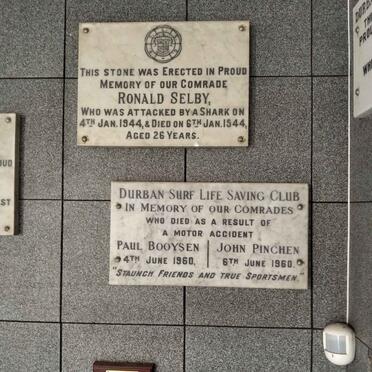 THIS STONE WAS ERECTED IN PROUD
MEMORY OF OUR COMRADE
RONALD SELBY,
WHO WAS ATTACKED BY A SHARK ON
4TH JAN. 1944, & DIED ON 6TH JAN. 1944,
AGED 26 YEARS.
DURBAN SURF LIFE SAVING CLUB
IN MEMORY OF OUR COMRADES
WHO DIED AS A RESULT OF
A MOTOR ACCIDENT
PAUL BOOYSEN | JOHN PINCHEN
4TH JUNE 1960. | 6TH JUNE 1960.
"STAUNCH FRIENDS AND TRUE SPORTSMEN."